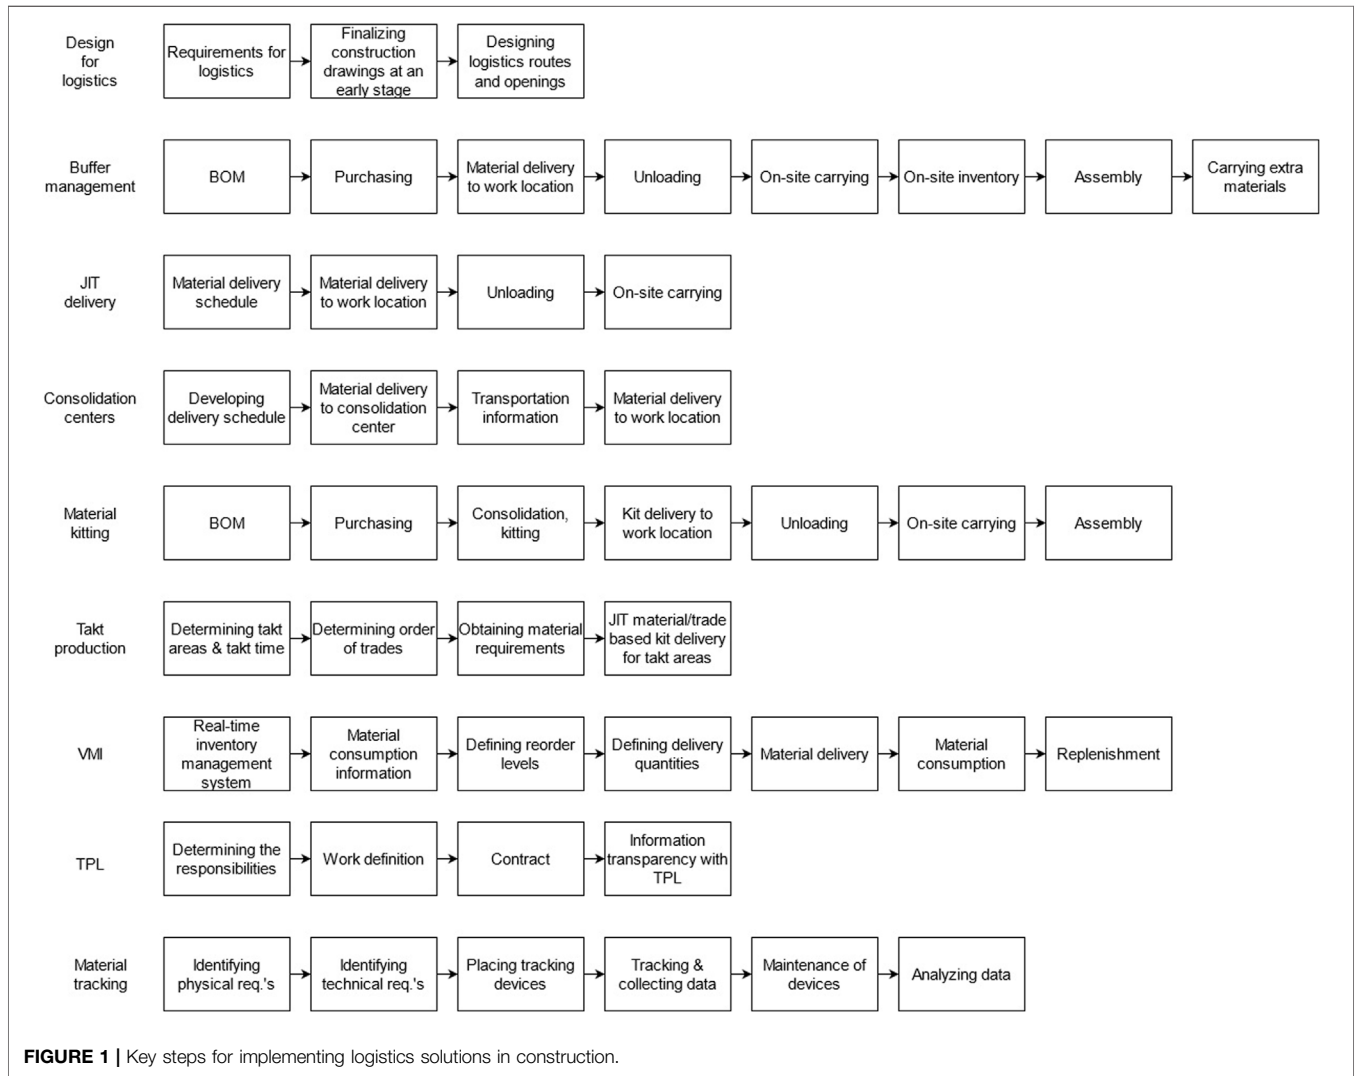 Design
for
logistics
Requirements for
logistics
Finalizing
construction
drawings at an
early stage
Designing
logistics routes
and openings
Buffer
management
BOM
Purchasing
Material delivery
to work location
Unloading
On-site carrying
On-site inventory
Assembly
Carrying extra
materials
JIT
delivery
Material delivery
schedule
Material delivery
to work location
Unloading
On-site carrying
Consolidation
centers
Developing
delivery schedule
Material delivery
to consolidation
center
Transportation
information
Material delivery
to work location
Material
kitting
BOM
Purchasing
Consolidation,
kitting
Kit delivery to
work location
Unloading
On-site carrying
Assembly
Takt
production
Determining takt
areas & takt time
Determining order
of trades
Obtaining material
requirements
JIT material/trade
based kit delivery
for takt areas
VMI
Real-time
inventory
management
system
Material
consumption
information
Defining reorder
levels
Defining delivery
quantities
Material delivery
Material
consumption
Replenishment
TPL
Determining the
responsibilities
Work definition
Contract
Information
transparency with
TPL
Material
tracking
Identifying
physical req.'s
Identifying
technical req.'s
Placing tracking
devices
Tracking &
collecting data
Maintenance of
devices
Analyzing data
FIGURE 1 | Key steps for implementing logistics solutions in construction.